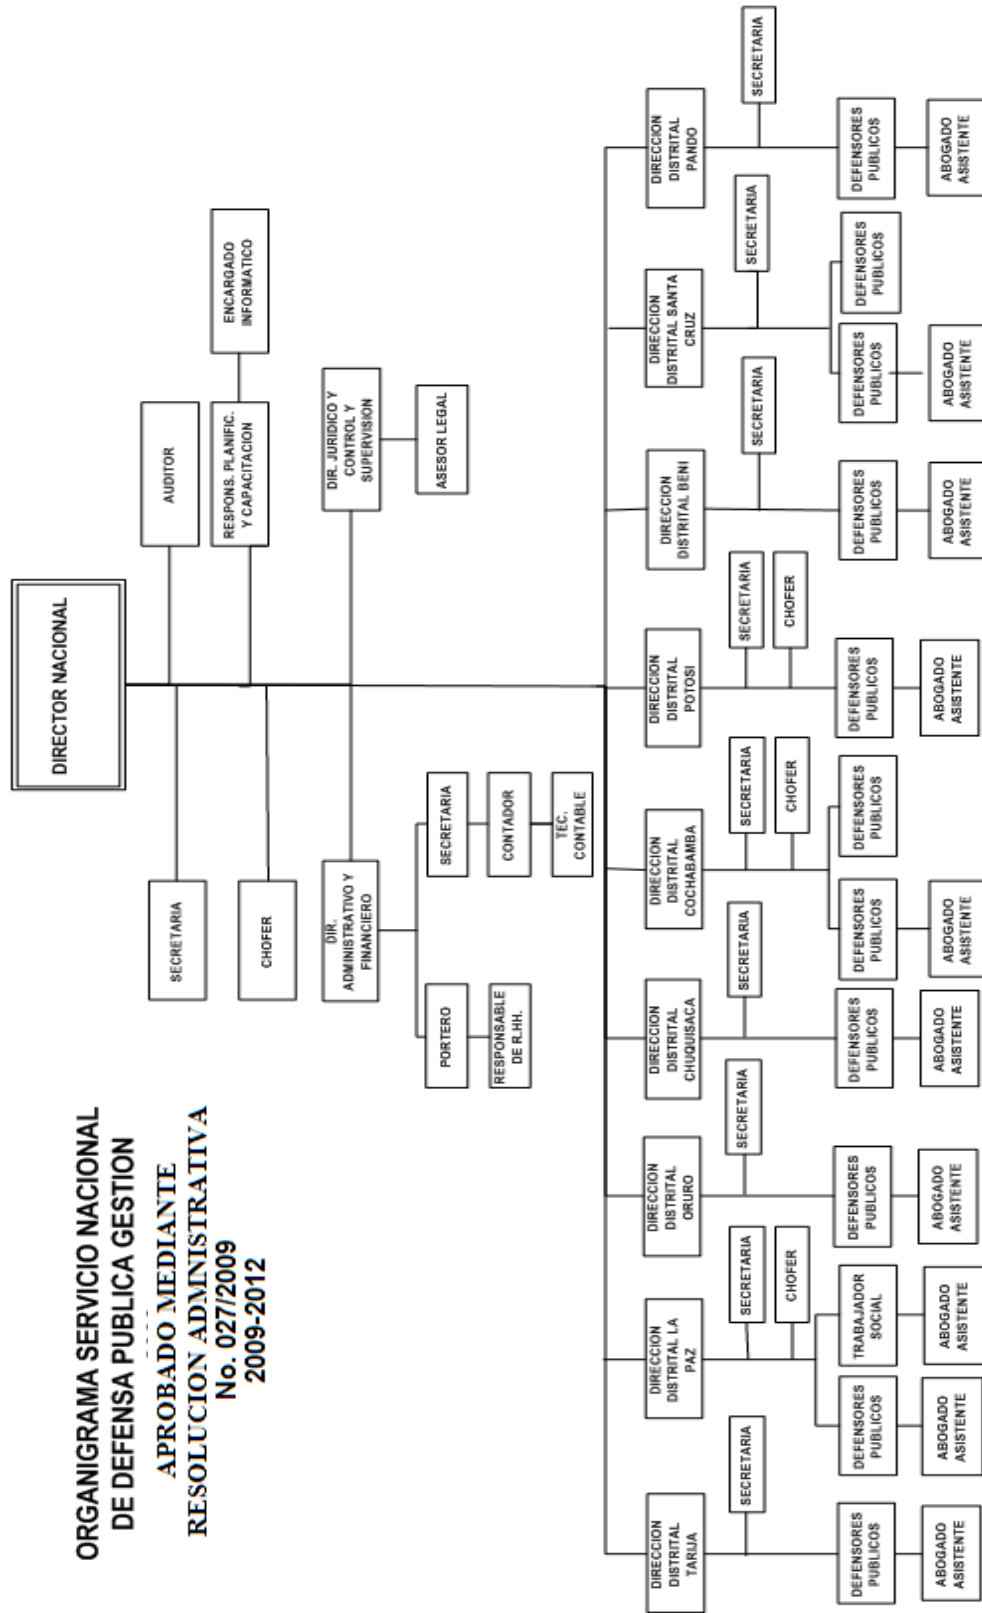 ORGANIGRAMA SERVICIO NACIONAL
DE DEFENSA PUBLICA GESTION
APROBADO MEDIANTE
RESOLUCION ADMINISTRATIVA
No. 027/2009
2009-2012
DIRECTOR NACIONAL
SECRETARIA
AUDITOR
CHOFER
RESPONS. PLANIFIC.
Y CAPACITACION
ENCARGADO
INFORMATICO
DIR.
ADMINISTRATIVO Y
FINANCIERO
DIR. JURIDICO Y
CONTROL Y
SUPERVISION
PORTERO
SECRETARIA
ASESOR LEGAL
RESPONSABLE
DE R.HH.
CONTADOR
TEC.
CONTABLE
DIRECCION
DISTRITAL
TARIJA
DIRECCION
DISTRITAL LA
PAZ
DIRECCION
DISTRITAL
ORURO
DIRECCION
DISTRITAL
CHUQUISACA
DIRECCION
DISTRITAL
COCHABAMBA
DIRECCION
DISTRITAL
POTOSI
DIRECCION
DISTRITAL BENI
DIRECCION
DISTRITAL SANTA
CRUZ
DIRECCION
DISTRITAL
PANDO
SECRETARIA
SECRETARIA
SECRETARIA
SECRETARIA
SECRETARIA
SECRETARIA
SECRETARIA
SECRETARIA
SECRETARIA
CHOFER
CHOFER
CHOFER
DEFENSORES
PUBLICOS
DEFENSORES
PUBLICOS
TRABAJADOR
SOCIAL
DEFENSORES
PUBLICOS
DEFENSORES
PUBLICOS
DEFENSORES
PUBLICOS
DEFENSORES
PUBLICOS
DEFENSORES
PUBLICOS
DEFENSORES
PUBLICOS
DEFENSORES
PUBLICOS
DEFENSORES
PUBLICOS
DEFENSORES
PUBLICOS
ABOGADO
ASISTENTE
ABOGADO
ASISTENTE
ABOGADO
ASISTENTE
ABOGADO
ASISTENTE
ABOGADO
ASISTENTE
ABOGADO
ASISTENTE
ABOGADO
ASISTENTE
ABOGADO
ASISTENTE
ABOGADO
ASISTENTE
ABOGADO
ASISTENTE